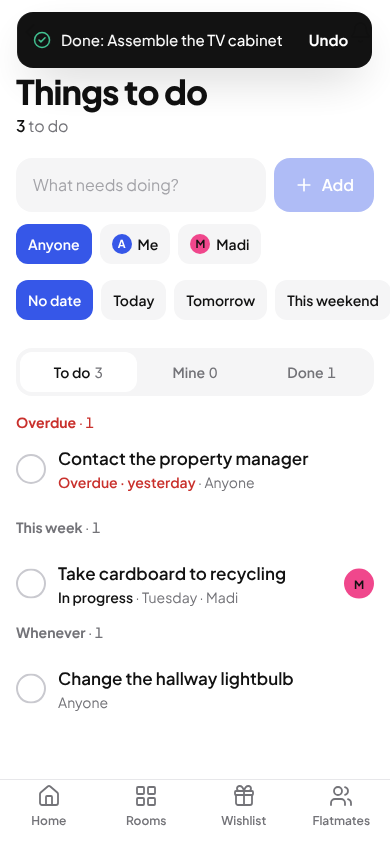 Done: Assemble the TV cabinet Undo
Things to do
3 to do
What needs doing? + Add
Anyone A Me M Madi
No date Today Tomorrow This weekend
To do 3 Mine 0 Done 1
Overdue · 1
Contact the property manager
Overdue · yesterday · Anyone
This week · 1
Take cardboard to recycling
In progress · Tuesday · Madi
M
Whenever · 1
Change the hallway lightbulb
Anyone
Home Rooms Wishlist Flatmates